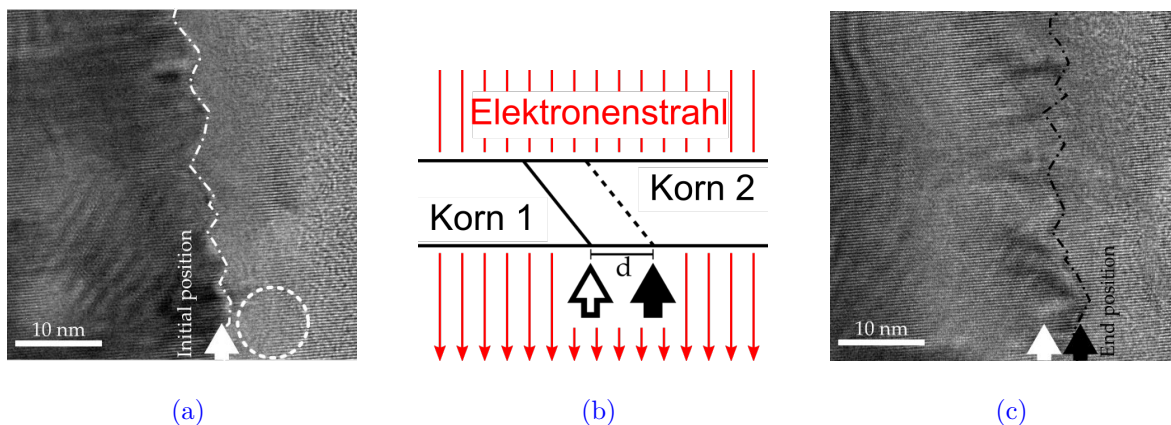 Initial position
10 nm
(a)
Elektronenstrahl
Korn 1
Korn 2
d
(b)
10 nm
End position
(c)